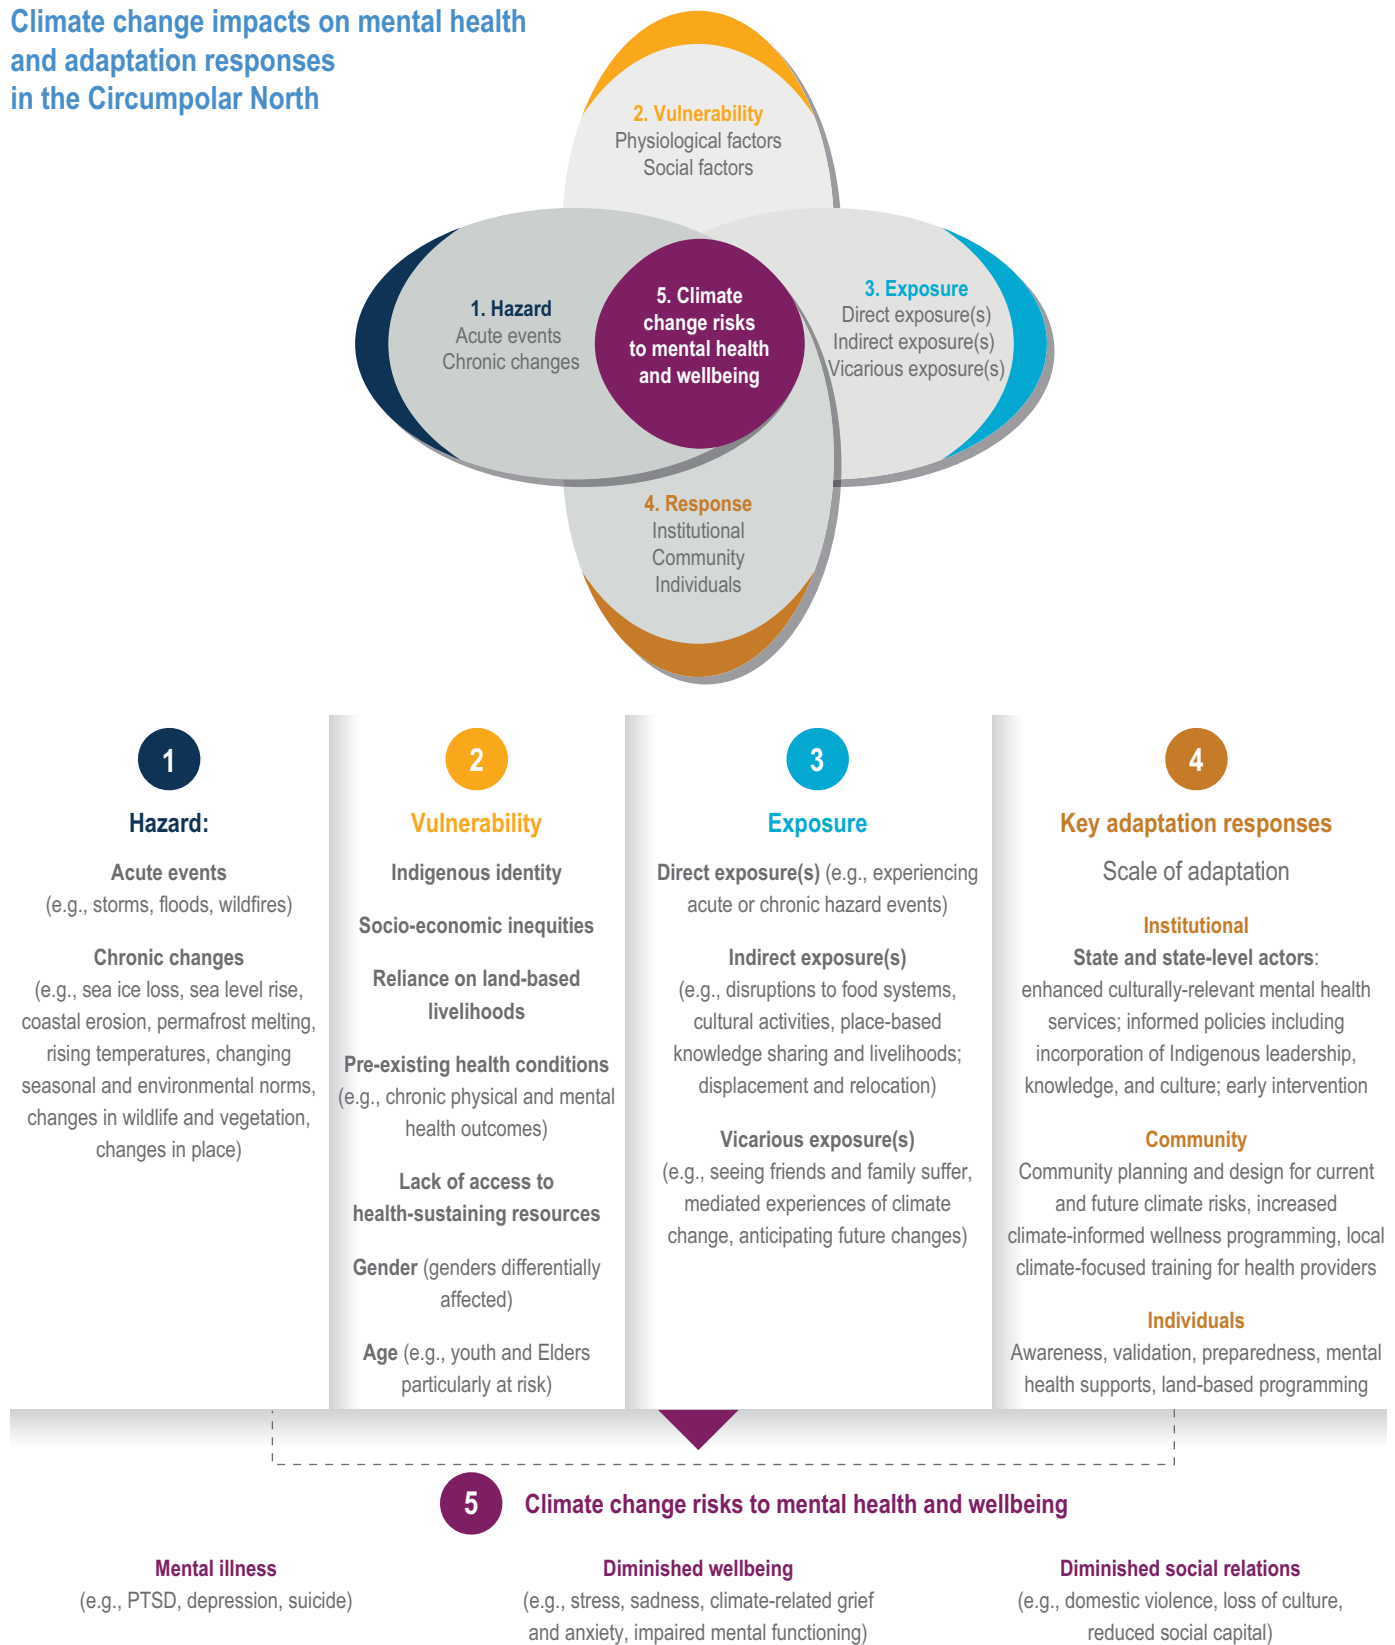 Climate change impacts on mental health
and adaptation responses
in the Circumpolar North
2. Vulnerability
Physiological factors
Social factors
1. Hazard
Acute events
Chronic changes
5. Climate
change risks
to mental health
and wellbeing
3. Exposure
Direct exposure(s)
Indirect exposure(s)
Vicarious exposure(s)
4. Response
Institutional
Community
Individuals
1
Hazard:
Acute events
(e.g., storms, floods, wildfires)
Chronic changes
(e.g., sea ice loss, sea level rise,
coastal erosion, permafrost melting,
rising temperatures, changing
seasonal and environmental norms,
changes in wildlife and vegetation,
changes in place)
2
Vulnerability
Indigenous identity
Socio-economic inequities
Reliance on land-based
livelihoods
Pre-existing health conditions
(e.g., chronic physical and mental
health outcomes)
Lack of access to
health-sustaining resources
Gender (genders differentially
affected)
Age (e.g., youth and Elders
particularly at risk)
3
Exposure
Direct exposure(s) (e.g., experiencing
acute or chronic hazard events)
Indirect exposure(s)
(e.g., disruptions to food systems,
cultural activities, place-based
knowledge sharing and livelihoods;
displacement and relocation)
Vicarious exposure(s)
(e.g., seeing friends and family suffer,
mediated experiences of climate
change, anticipating future changes)
4
Key adaptation responses
Scale of adaptation
Institutional
State and state-level actors:
enhanced culturally-relevant mental health
services; informed policies including
incorporation of Indigenous leadership,
knowledge, and culture; early intervention
Community
Community planning and design for current
and future climate risks, increased
climate-informed wellness programming, local
climate-focused training for health providers
Individuals
Awareness, validation, preparedness, mental
health supports, land-based programming
5
Climate change risks to mental health and wellbeing
Mental illness
(e.g., PTSD, depression, suicide)
Diminished wellbeing
(e.g., stress, sadness, climate-related grief
and anxiety, impaired mental functioning)
Diminished social relations
(e.g., domestic violence, loss of culture,
reduced social capital)